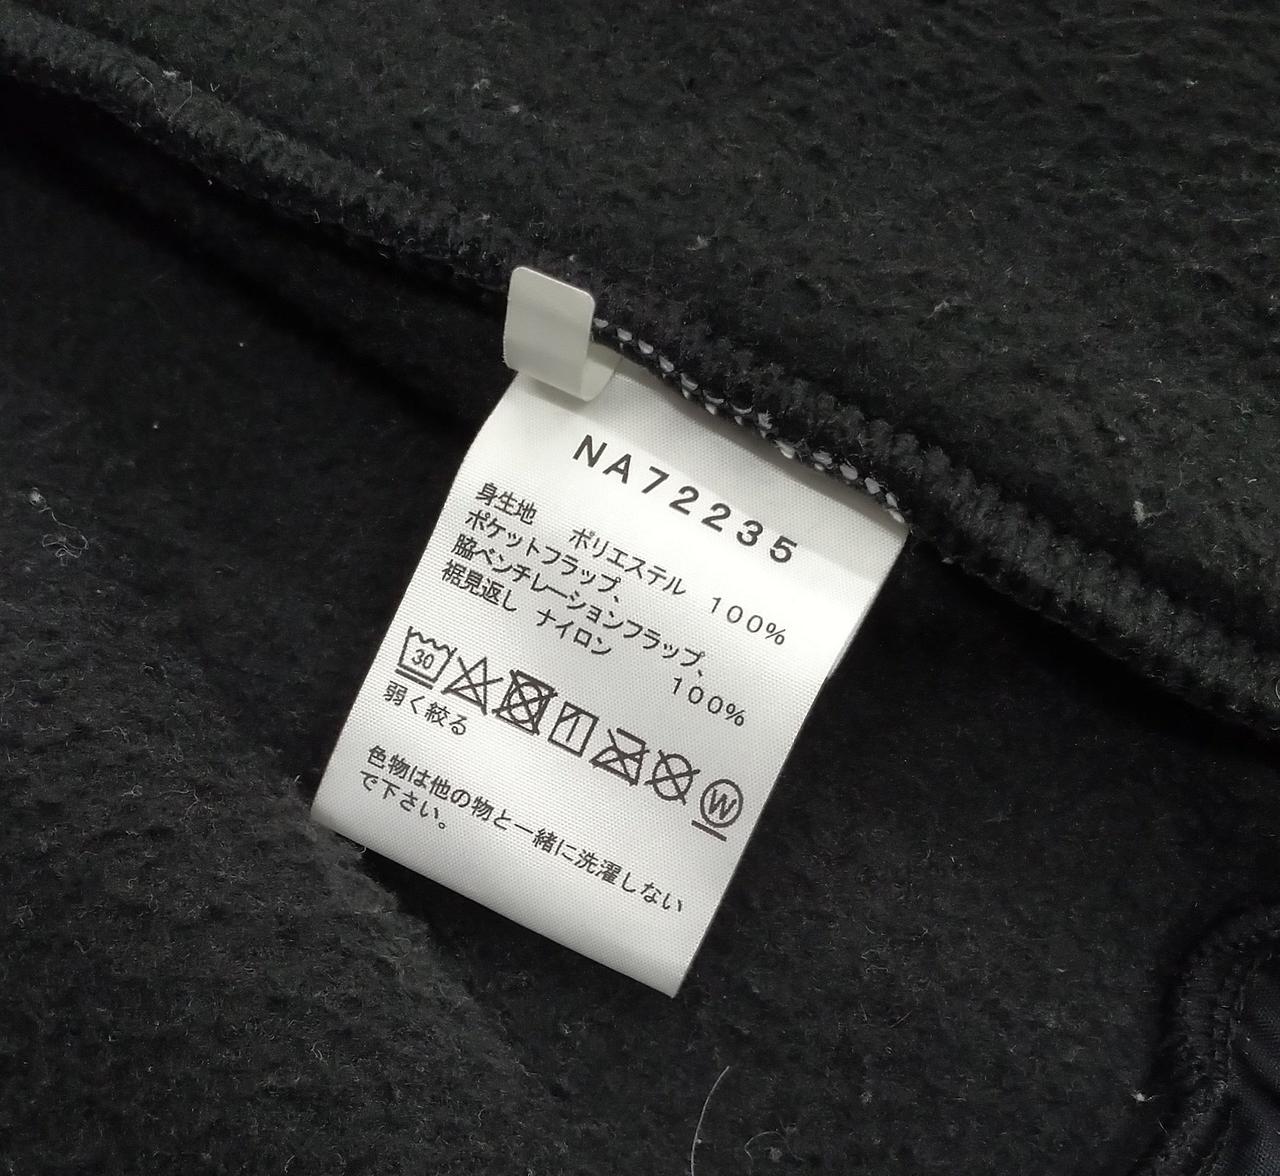 NA72235
身生地 ポリエステル 100%
ポケットフラップ、
脇ベンチレーションフラップ、
裾見返し ナイロン 100%
30 W
弱く絞る
色物は他の物と一緒に洗濯しない
で下さい。